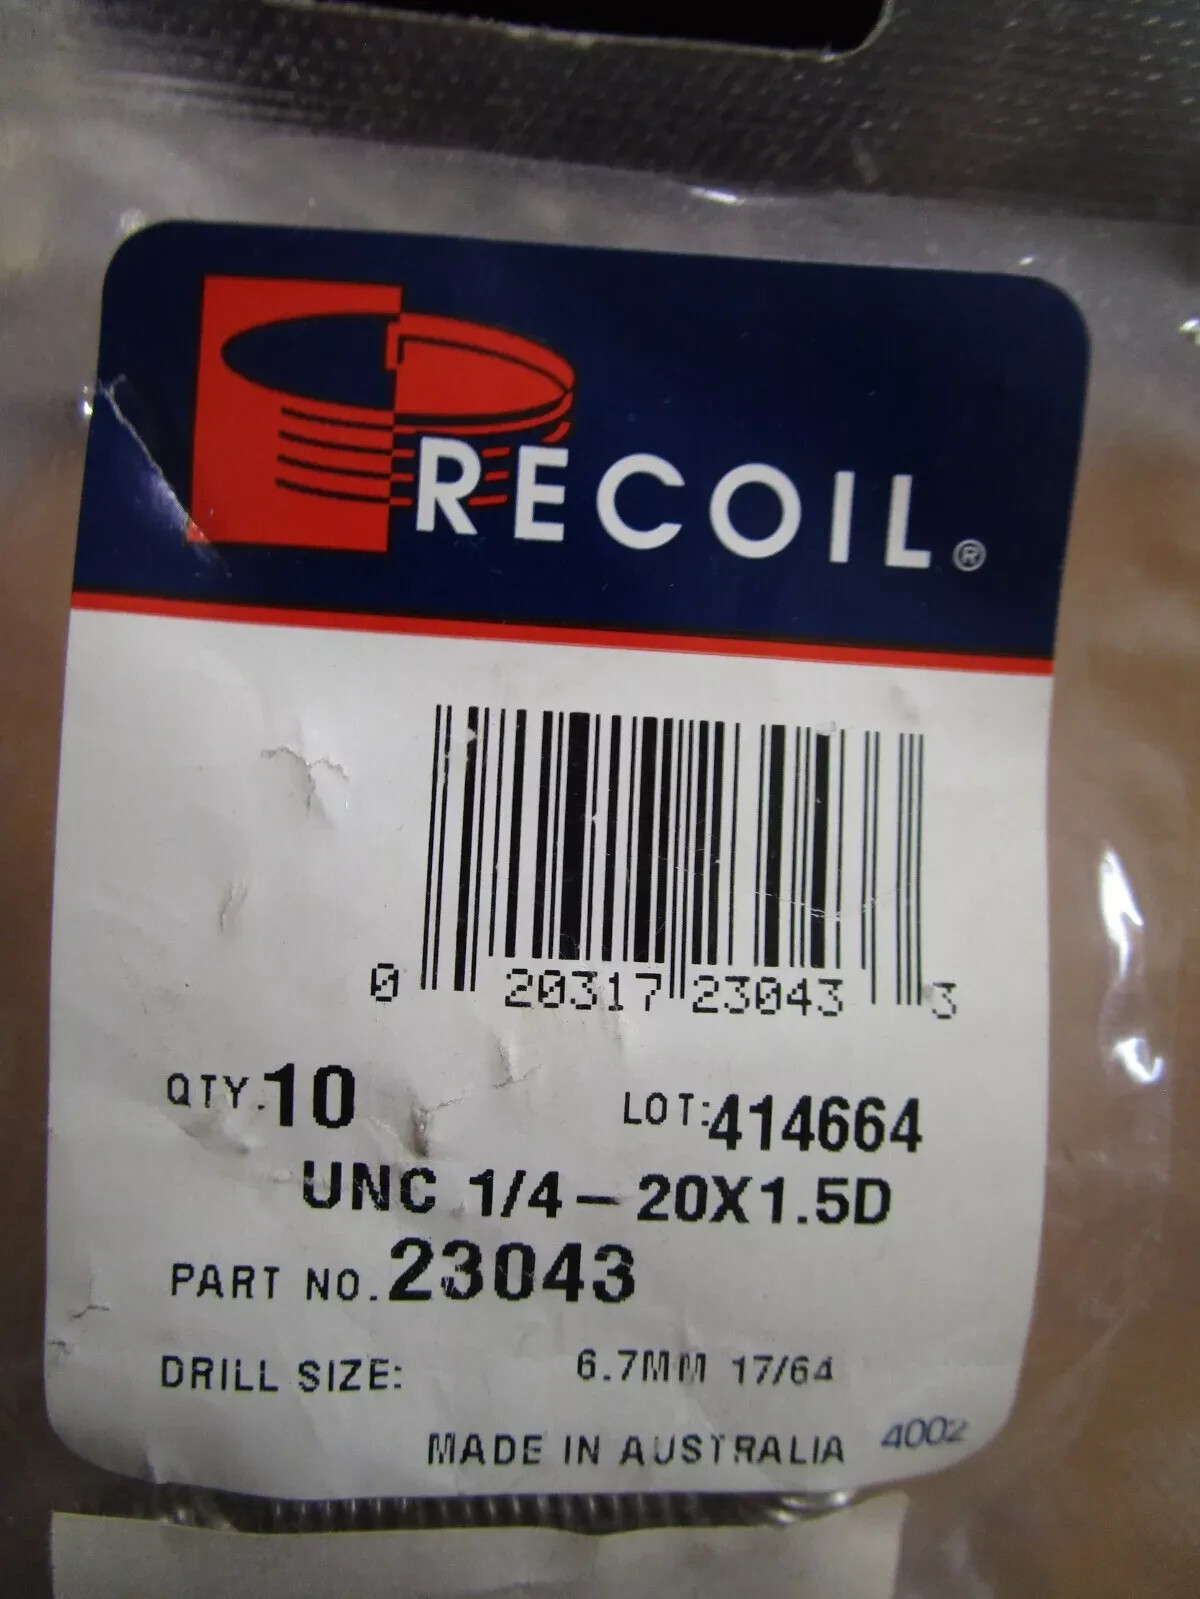 RECOIL®
0 20317 23043 3
QTY.10 LOT:414664
UNC 1/4-20X1.5D
PART NO.23043
DRILL SIZE: 6.7MM 17/64
MADE IN AUSTRALIA 4002